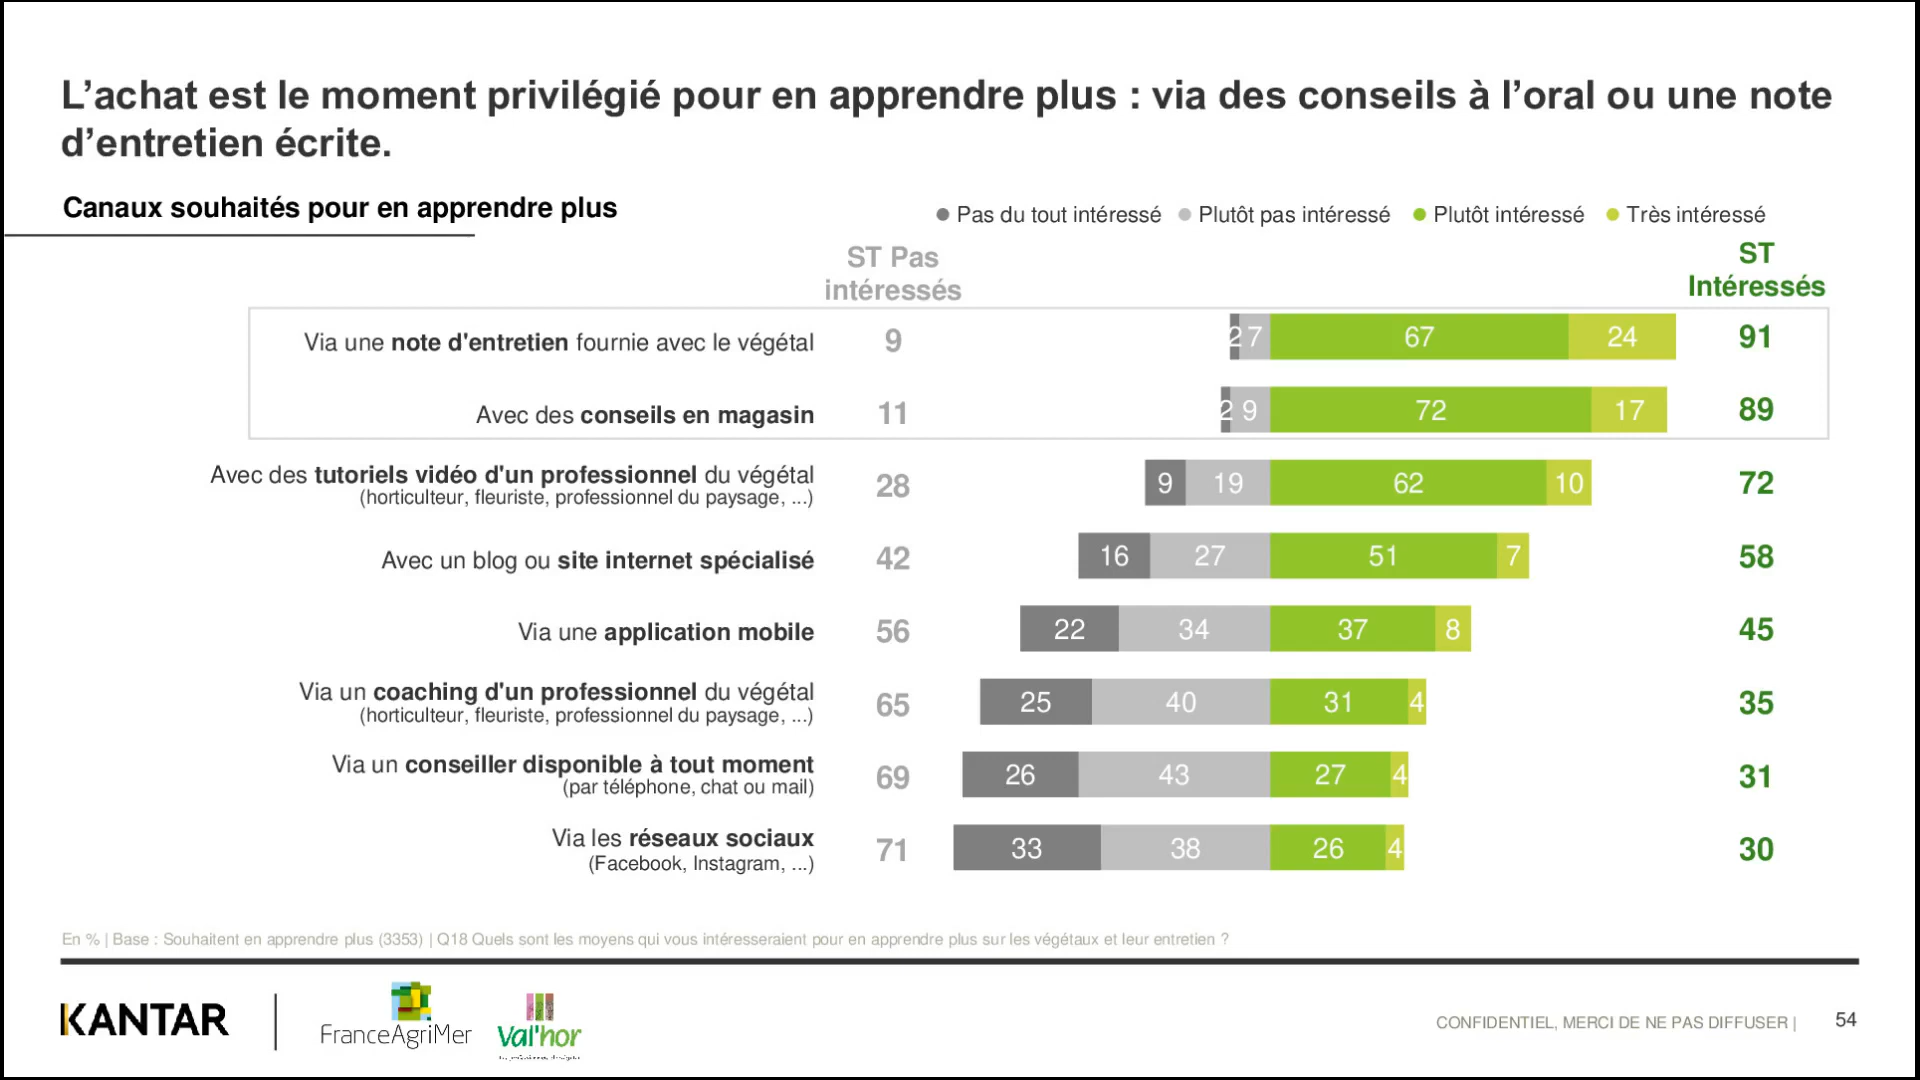 L’achat est le moment privilégié pour en apprendre plus : via des conseils à l’oral ou une note
d’entretien écrite.
Canaux souhaités pour en apprendre plus
Pas du tout intéressé Plutôt pas intéressé Plutôt intéressé Très intéressé
ST Pas
intéressés
ST
Intéressés
Via une note d'entretien fournie avec le végétal 9 2 7 67 24 91
Avec des conseils en magasin 11 2 9 72 17 89
Avec des tutoriels vidéo d'un professionnel du végétal
(horticulteur, fleuriste, professionnel du paysage, ...)
28 9 19 62 10 72
Avec un blog ou site internet spécialisé 42 16 27 51 7 58
Via une application mobile 56 22 34 37 8 45
Via un coaching d'un professionnel du végétal
(horticulteur, fleuriste, professionnel du paysage, ...)
65 25 40 31 4 35
Via un conseiller disponible à tout moment
(par téléphone, chat ou mail)
69 26 43 27 4 31
Via les réseaux sociaux
(Facebook, Instagram, ...)
71 33 38 26 4 30
En % | Base : Souhaitent en apprendre plus (3353) | Q18 Quels sont les moyens qui vous intéresseraient pour en apprendre plus sur les végétaux et leur entretien ?
KANTAR
FranceAgriMer
Val'hor
CONFIDENTIEL, MERCI DE NE PAS DIFFUSER | 54